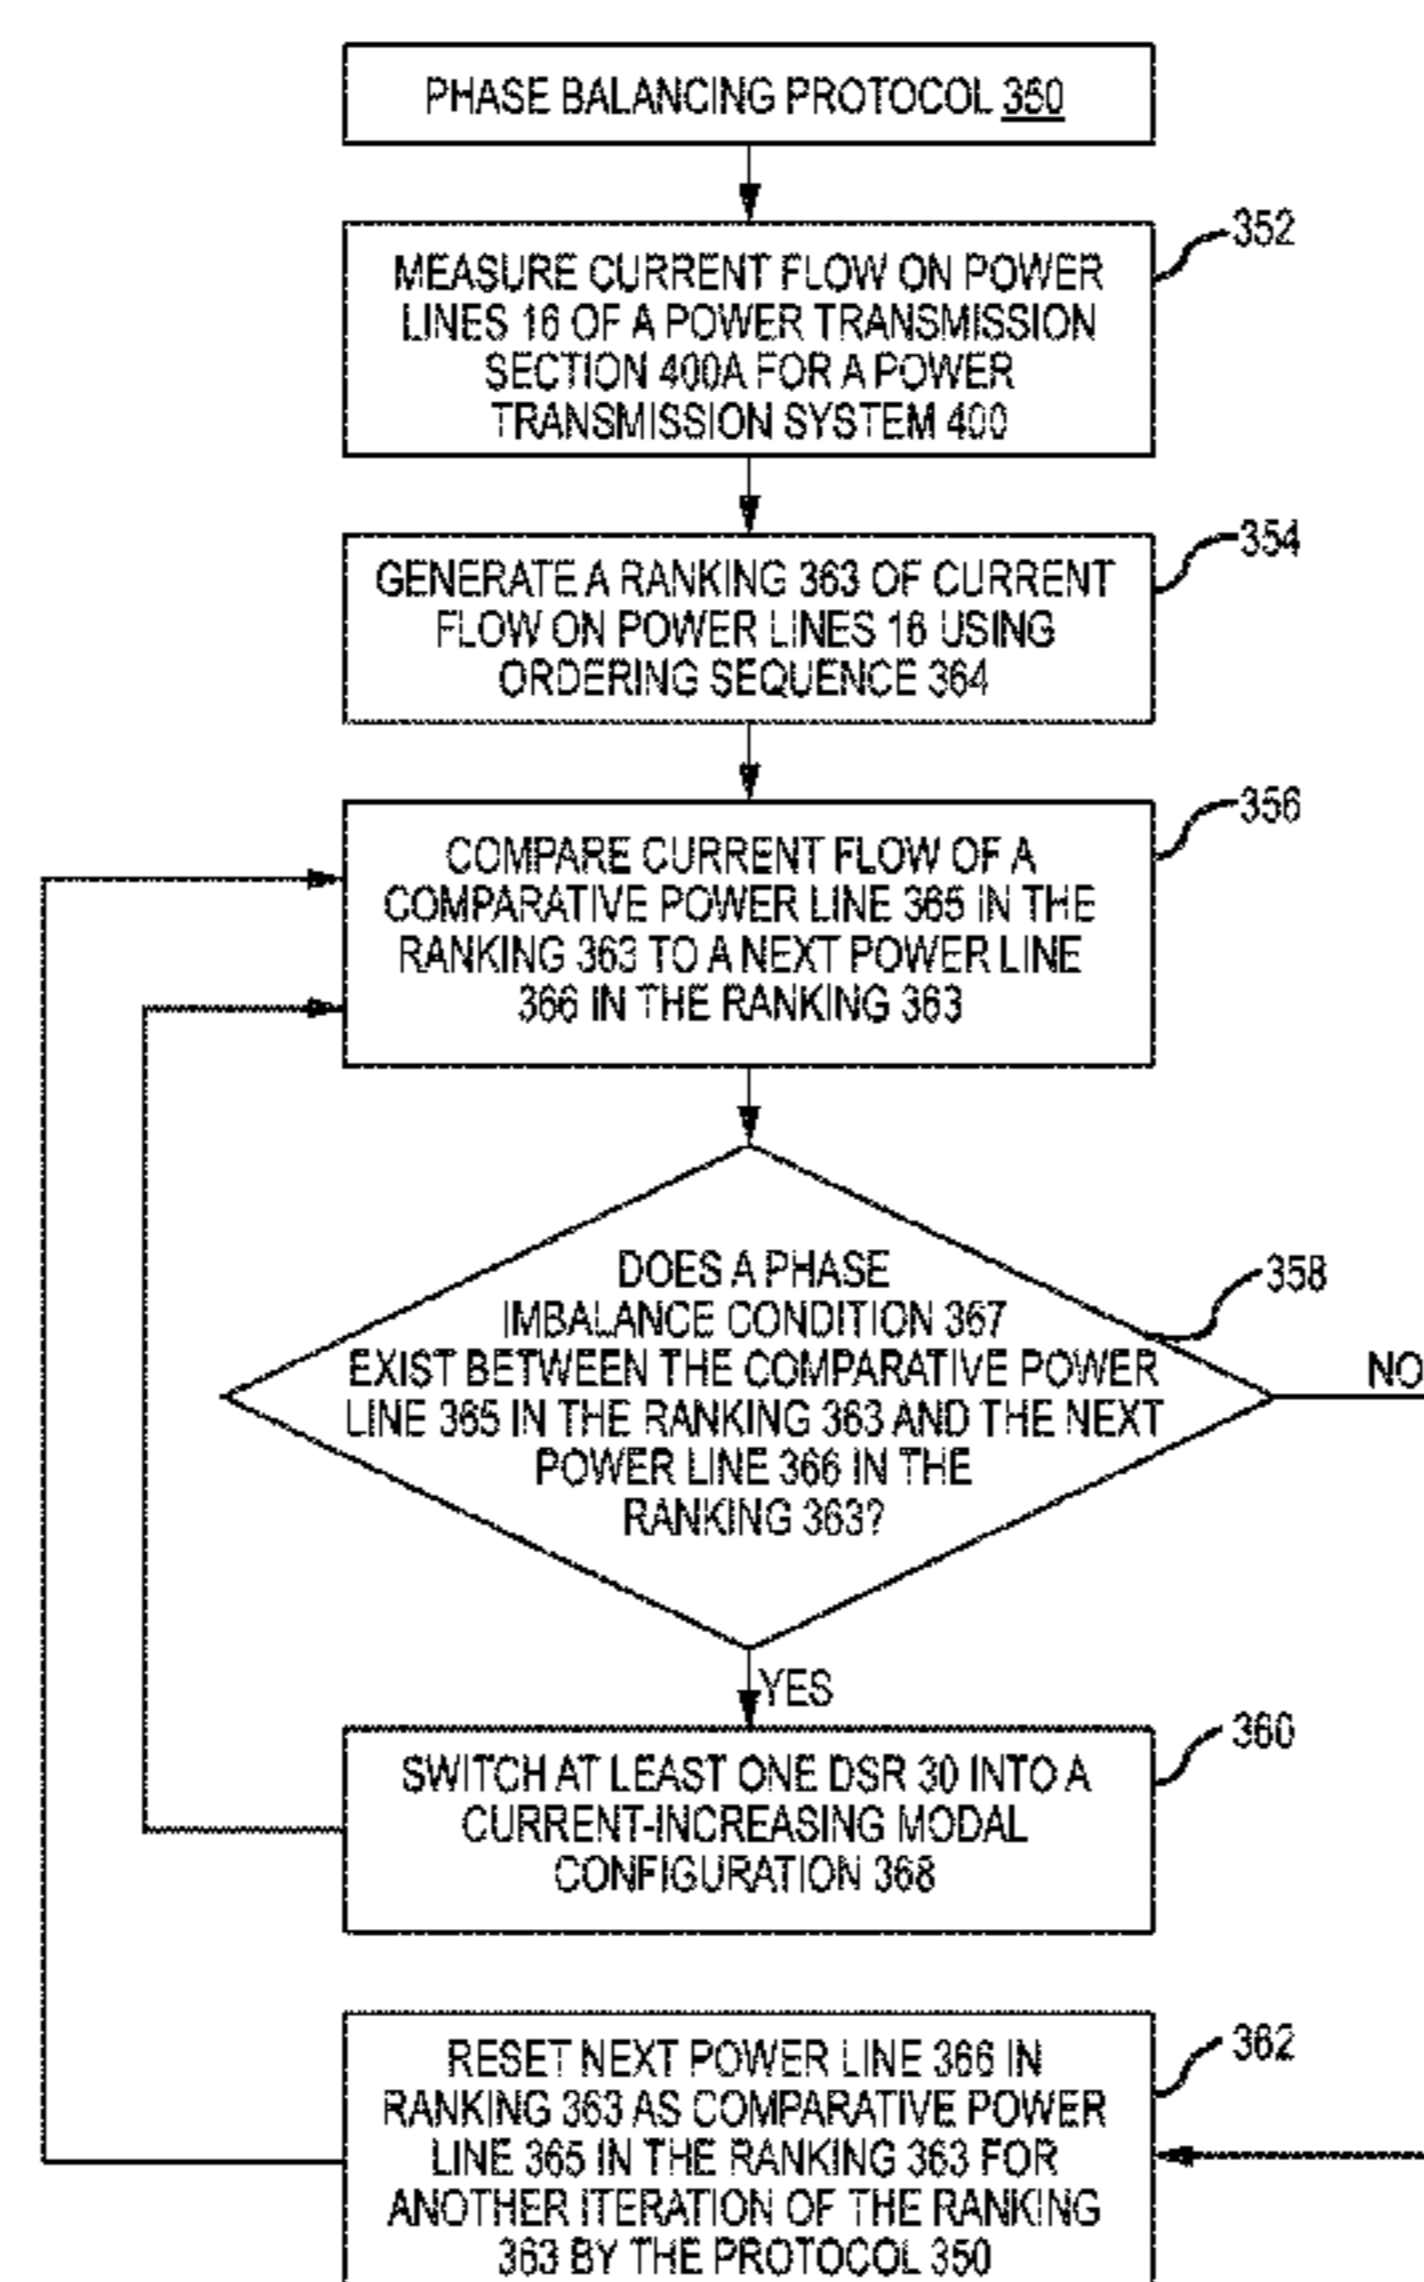 PHASE BALANCING PROTOCOL 350
352
MEASURE CURRENT FLOW ON POWER
LINES 16 OF A POWER TRANSMISSION
SECTION 400A FOR A POWER
TRANSMISSION SYSTEM 400
354
GENERATE A RANKING 363 OF CURRENT
FLOW ON POWER LINES 16 USING
ORDERING SEQUENCE 364
356
COMPARE CURRENT FLOW OF A
COMPARATIVE POWER LINE 365 IN THE
RANKING 363 TO A NEXT POWER LINE
366 IN THE RANKING 363
358
DOES A PHASE
IMBALANCE CONDITION 367
EXIST BETWEEN THE COMPARATIVE POWER
LINE 365 IN THE RANKING 363 AND THE NEXT
POWER LINE 366 IN THE
RANKING 363?
NO
YES
360
SWITCH AT LEAST ONE DSR 30 INTO A
CURRENT-INCREASING MODAL
CONFIGURATION 368
362
RESET NEXT POWER LINE 366 IN
RANKING 363 AS COMPARATIVE POWER
LINE 365 IN THE RANKING 363 FOR
ANOTHER ITERATION OF THE RANKING
363 BY THE PROTOCOL 350